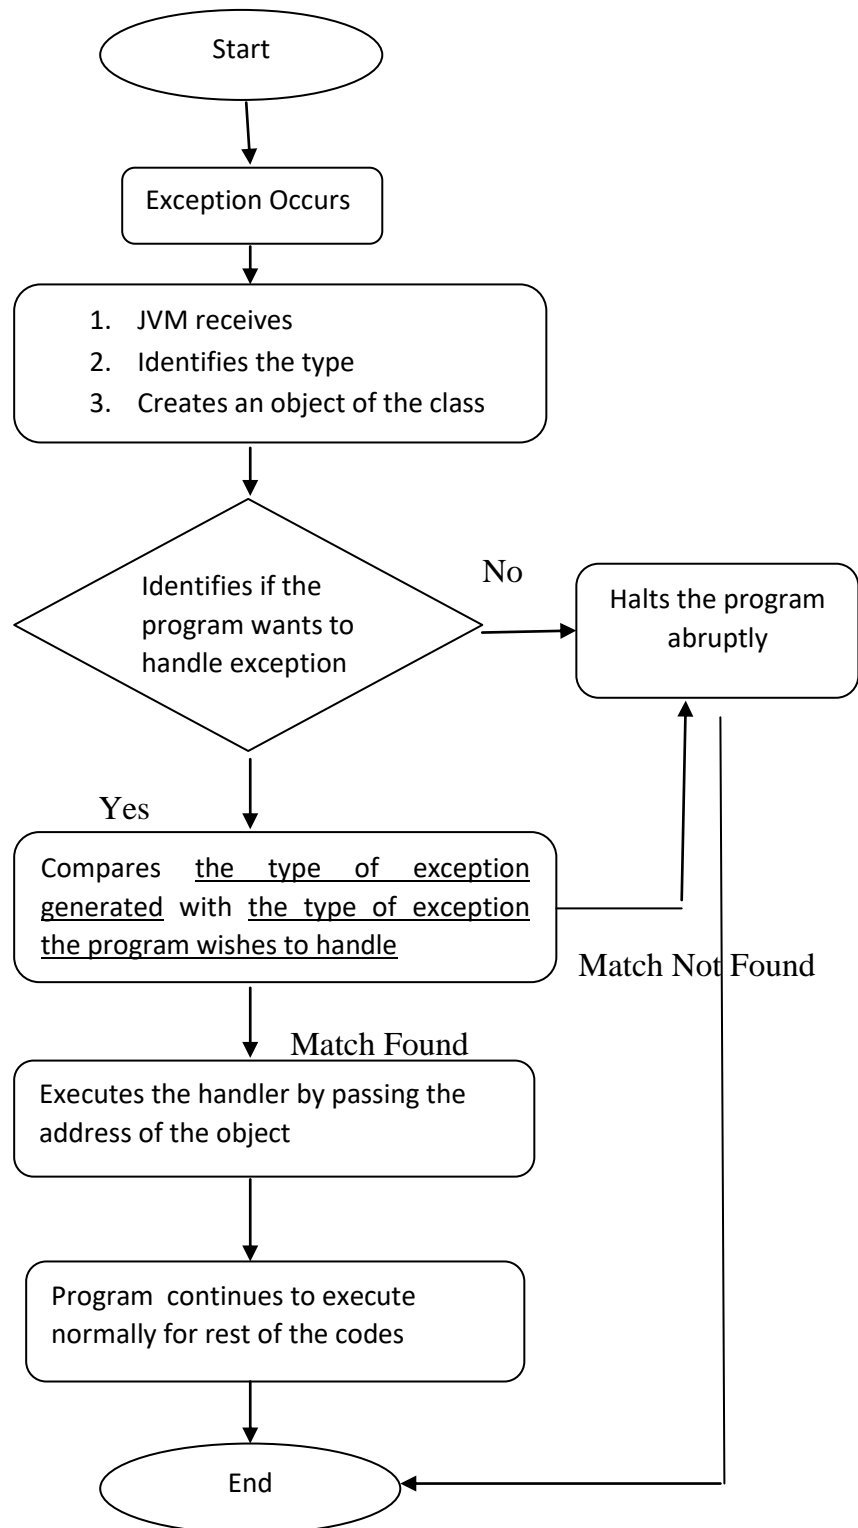 Start
Exception Occurs
1. JVM receives
2. Identifies the type
3. Creates an object of the class
Identifies if the
program wants to
handle exception
No
Halts the program
abruptly
Yes
Compares the type of exception
generated with the type of exception
the program wishes to handle
Match Not Found
Match Found
Executes the handler by passing the
address of the object
Program continues to execute
normally for rest of the codes
End